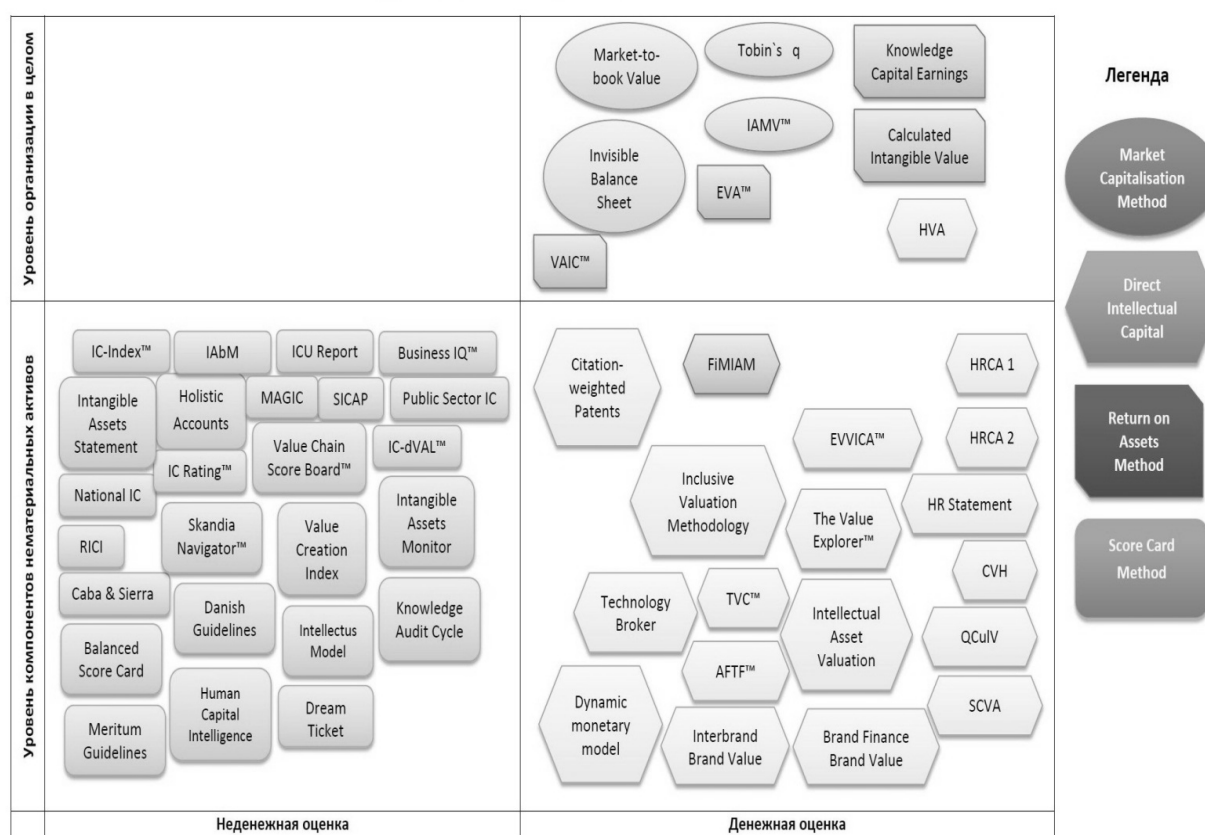 Уровень организации в целом
Market-to-
book Value
Tobin`s q
Knowledge
Capital Earnings
IAMV™
Calculated
Intangible Value
Invisible
Balance
Sheet
EVA™
HVA
VAIC™
Уровень компонентов нематериальных активов
IC-Index™
IAbM
ICU Report
Business IQ™
Intangible
Assets
Statement
Holistic
Accounts
MAGIC
SICAP
Public Sector IC
IC Rating™
Value Chain
Score Board™
IC-dVAL™
National IC
Skandia
Navigator™
Value
Creation
Index
Intangible
Assets
Monitor
RICI
Caba & Sierra
Danish
Guidelines
Intellectus
Model
Knowledge
Audit Cycle
Balanced
Score Card
Human
Capital
Intelligence
Dream
Ticket
Meritum
Guidelines
Citation-
weighted
Patents
FiMIAM
HRCA 1
EVVICA™
HRCA 2
Inclusive
Valuation
Methodology
The Value
Explorer™
HR Statement
CVH
Technology
Broker
TVC™
Intellectual
Asset
Valuation
QCulV
AFTF™
SCVA
Dynamic
monetary
model
Interbrand
Brand Value
Brand Finance
Brand Value
Неденежная оценка
Денежная оценка
Легенда
Market
Capitalisation
Method
Direct
Intellectual
Capital
Return on
Assets
Method
Score Card
Method